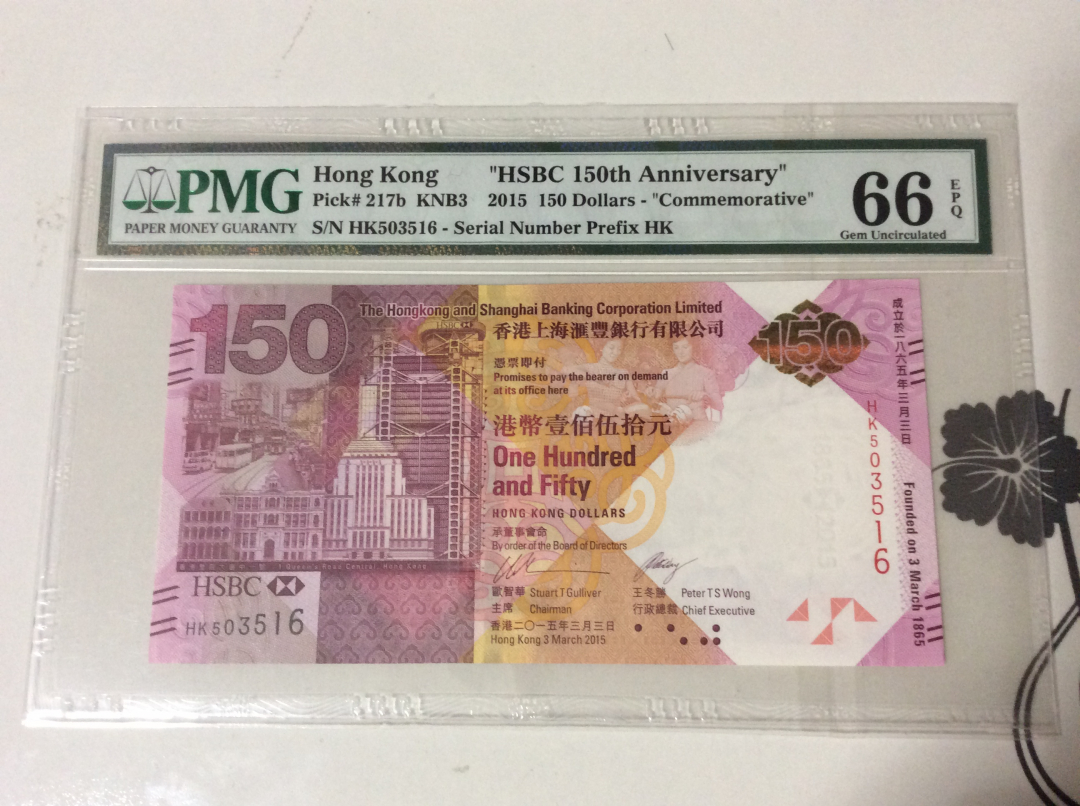 PMG
PAPER MONEY GUARANTY
Hong Kong "HSBC 150th Anniversary"
Pick# 217b KNB3 2015 150 Dollars - "Commemorative"
S/N HK503516 - Serial Number Prefix HK
66 EPQ
Gem Uncirculated
150
The Hongkong and Shanghai Banking Corporation Limited
香港上海滙豐銀行有限公司
HSBC
150
憑票即付
Promises to pay the bearer on demand
at its office here
港幣壹佰伍拾元
One Hundred
and Fifty
HONG KONG DOLLARS
承董事會命
By order of the Board of Directors
歐智華 Stuart T Gulliver
主席 Chairman
王冬勝 Peter T S Wong
行政總裁 Chief Executive
香港二〇一五年三月三日
Hong Kong 3 March 2015
1 Queen's Road Central, Hong Kong
HSBC
HK503516
HK503516
成立於一八六五年三月三日
Founded on 3 March 1865